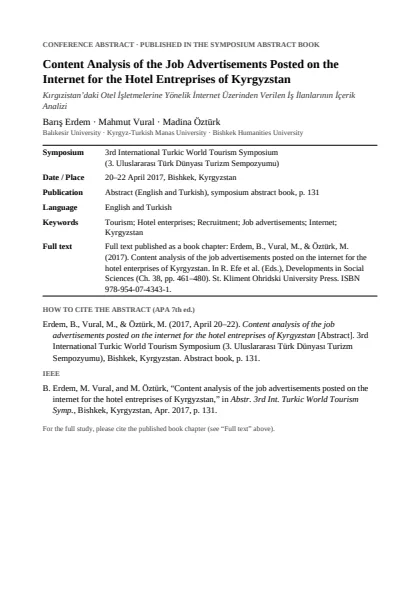 CONFERENCE ABSTRACT · PUBLISHED IN THE SYMPOSIUM ABSTRACT BOOK
Content Analysis of the Job Advertisements Posted on the
Internet for the Hotel Entreprises of Kyrgyzstan
Kırgızistan'daki Otel İşletmelerine Yönelik İnternet Üzerinden Verilen İş İlanlarının İçerik
Analizi
Barış Erdem · Mahmut Vural · Madina Öztürk
Balıkesir University · Kyrgyz-Turkish Manas University · Bishkek Humanities University
Symposium 3rd International Turkic World Tourism Symposium
(3. Uluslararası Türk Dünyası Turizm Sempozyumu)
Date / Place 20–22 April 2017, Bishkek, Kyrgyzstan
Publication Abstract (English and Turkish), symposium abstract book, p. 131
Language English and Turkish
Keywords Tourism; Hotel enterprises; Recruitment; Job advertisements; Internet;
Kyrgyzstan
Full text Full text published as a book chapter: Erdem, B., Vural, M., & Öztürk, M.
(2017). Content analysis of the job advertisements posted on the internet for the
hotel enterprises of Kyrgyzstan. In R. Efe et al. (Eds.), Developments in Social
Sciences (Ch. 38, pp. 461–480). St. Kliment Ohridski University Press. ISBN
978-954-07-4343-1.
HOW TO CITE THE ABSTRACT (APA 7th ed.)
Erdem, B., Vural, M., & Öztürk, M. (2017, April 20–22). Content analysis of the job
advertisements posted on the internet for the hotel entreprises of Kyrgyzstan [Abstract]. 3rd
International Turkic World Tourism Symposium (3. Uluslararası Türk Dünyası Turizm
Sempozyumu), Bishkek, Kyrgyzstan. Abstract book, p. 131.
IEEE
B. Erdem, M. Vural, and M. Öztürk, “Content analysis of the job advertisements posted on the
internet for the hotel entreprises of Kyrgyzstan,” in Abstr. 3rd Int. Turkic World Tourism
Symp., Bishkek, Kyrgyzstan, Apr. 2017, p. 131.
For the full study, please cite the published book chapter (see “Full text” above).